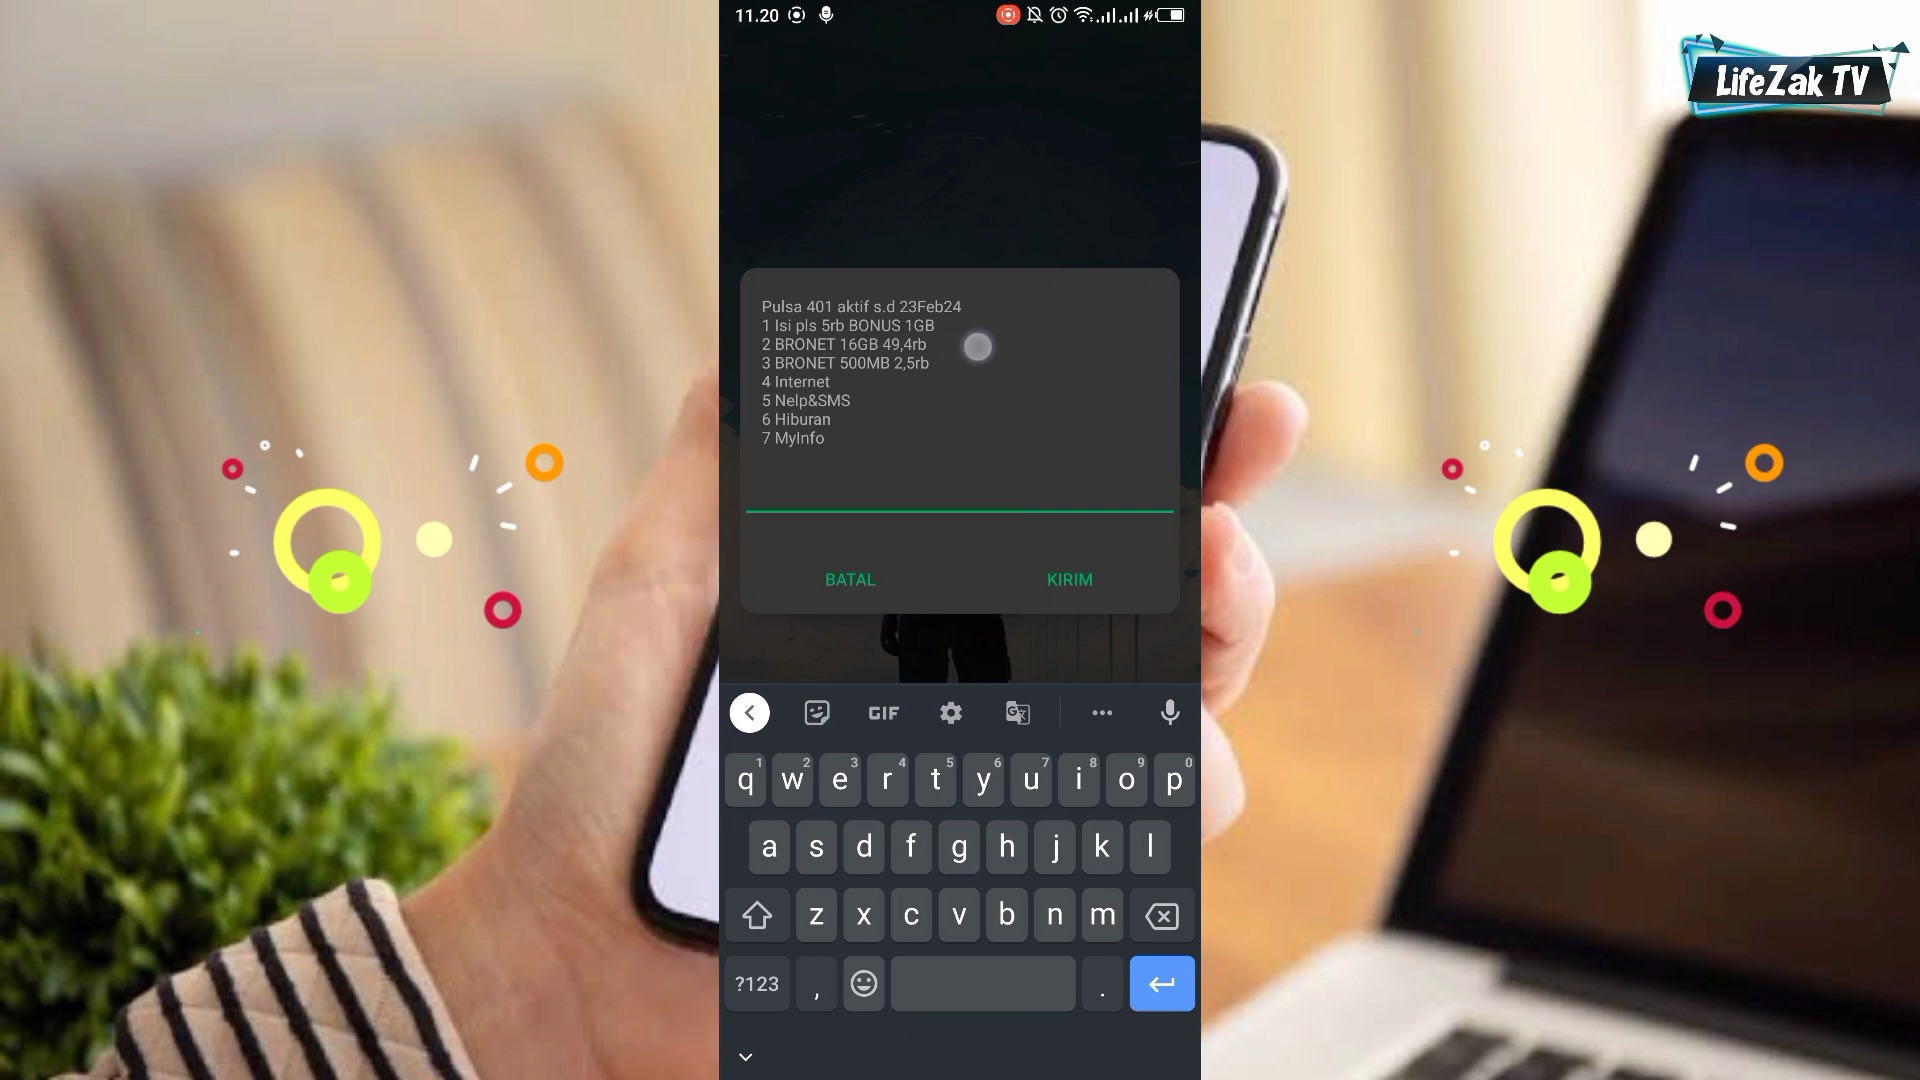 11.20
LifeZak TV
Pulsa 401 aktif s.d 23Feb24
1 Isi pls 5rb BONUS 1GB
2 BRONET 16GB 49,4rb
3 BRONET 500MB 2,5rb
4 Internet
5 Nelp&SMS
6 Hiburan
7 MyInfo
BATAL KIRIM
GIF
1 2 3 4 5 6 7 8 9 0
q w e r t y u i o p
a s d f g h j k l
z x c v b n m
?123 , .